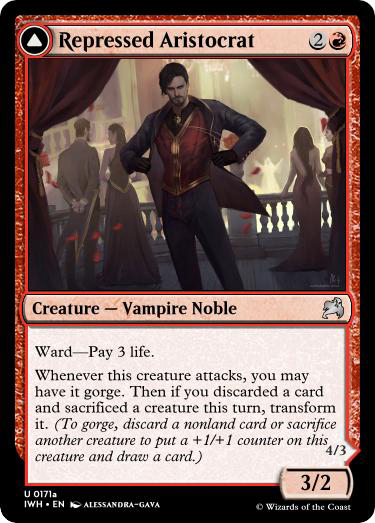 Repressed Aristocrat 2
Creature — Vampire Noble
Ward—Pay 3 life.
Whenever this creature attacks, you may
have it gorge. Then if you discarded a card
and sacrificed a creature this turn, transform
it. (To gorge, discard a nonland card or sacrifice
another creature to put a +1/+1 counter on this
creature and draw a card.)
4/3
3/2
U 0171a
IWH • EN ALESSANDRA-GAVA
© Wizards of the Coast